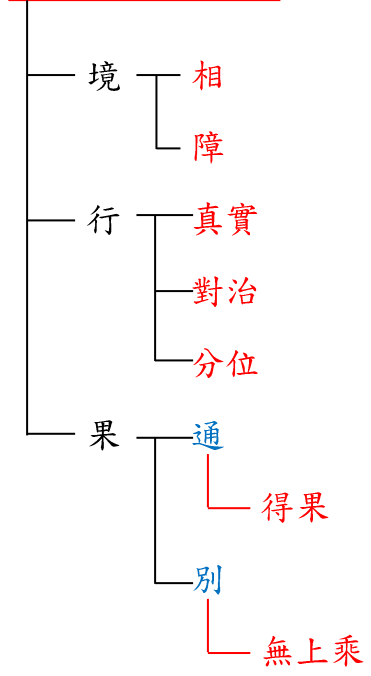 境
相
障
行
真實
對治
分位
果
通
得果
別
無上乘